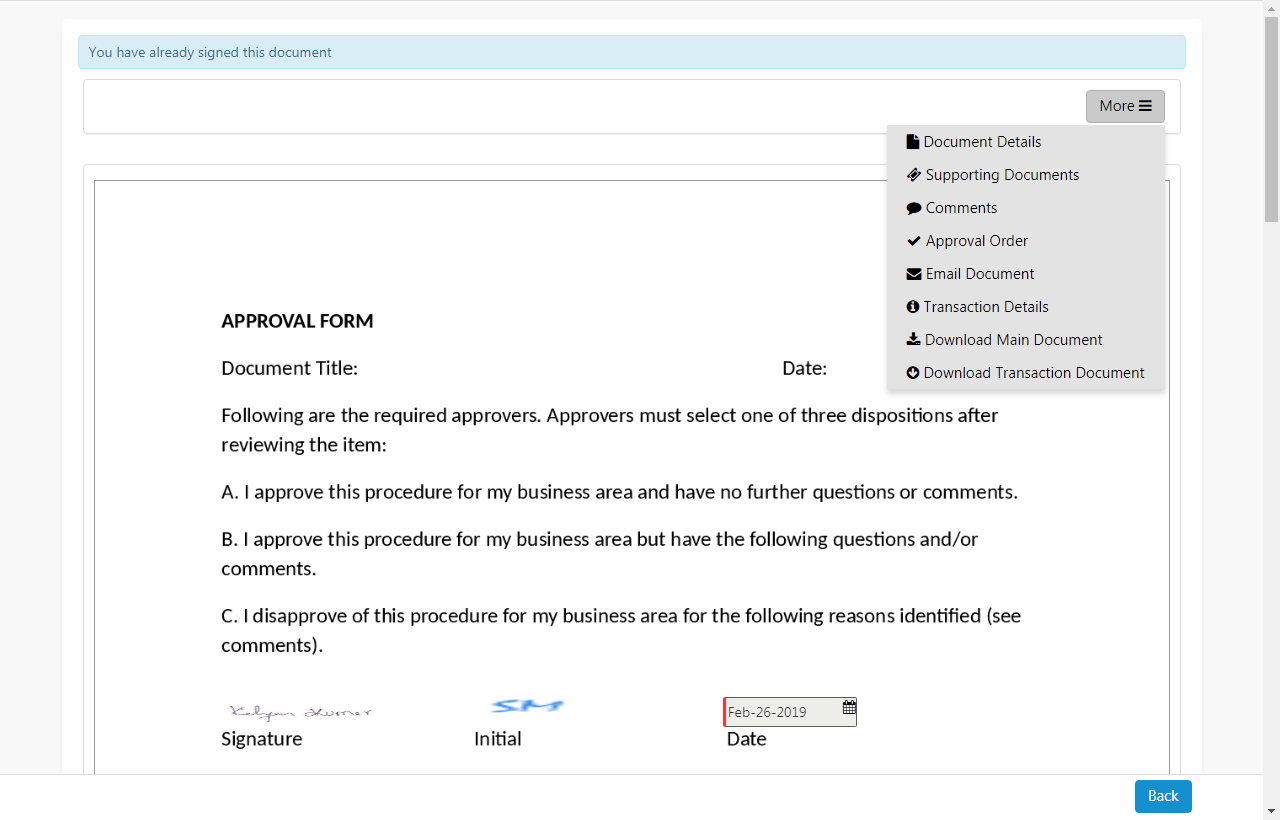 You have already signed this document
More
Document Details
Supporting Documents
Comments
Approval Order
Email Document
Transaction Details
Download Main Document
Download Transaction Document
APPROVAL FORM
Document Title: Date:
Following are the required approvers. Approvers must select one of three dispositions after
reviewing the item:
A. I approve this procedure for my business area and have no further questions or comments.
B. I approve this procedure for my business area but have the following questions and/or
comments.
C. I disapprove of this procedure for my business area for the following reasons identified (see
comments).
Kalyan Kumar SM Feb-26-2019
Signature Initial Date
Back